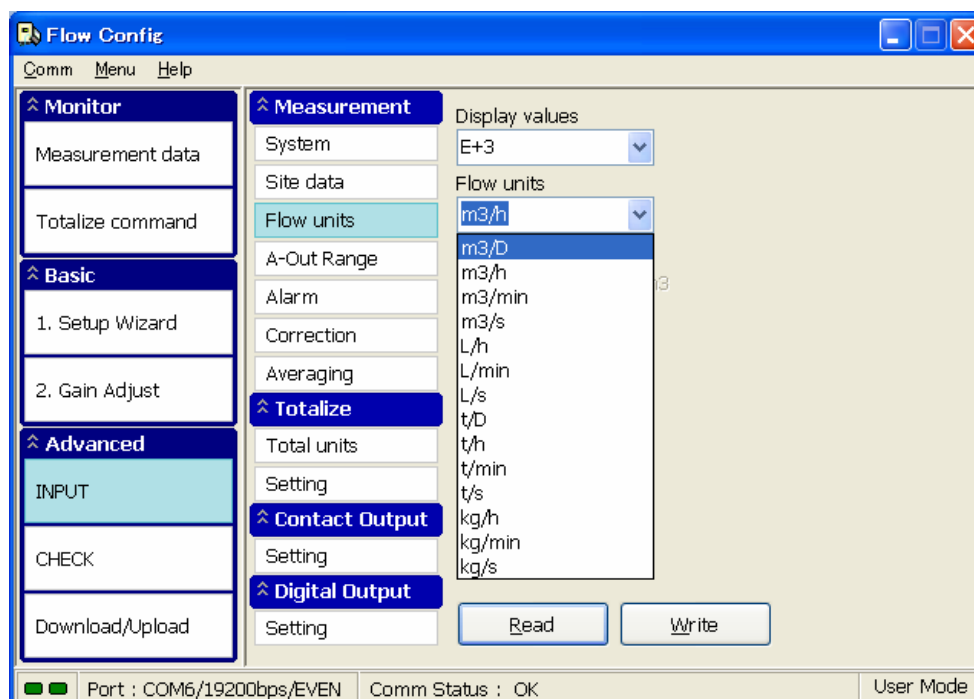 Flow Config
Comm Menu Help
Monitor
Measurement data
Totalize command
Basic
1. Setup Wizard
2. Gain Adjust
Advanced
INPUT
CHECK
Download/Upload
Measurement
System
Site data
Flow units
A-Out Range
Alarm
Correction
Averaging
Totalize
Total units
Setting
Contact Output
Setting
Digital Output
Setting
Display values
E+3
Flow units
m3/h
m3/D
m3/h
m3/min
m3/s
L/h
L/min
L/s
t/D
t/h
t/min
t/s
kg/h
kg/min
kg/s
Read Write
Port : COM6/19200bps/EVEN Comm Status : OK User Mode